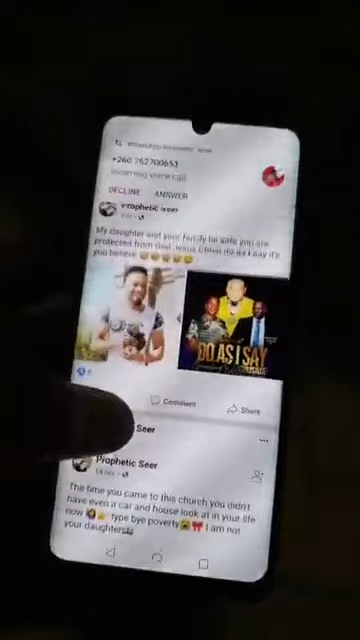 +260 762700653
Incoming voice call
DECLINE ANSWER
Prophetic Seer
My daughter and your family be safe you are
protected from God Jesus Christ do as I say it's
you believe
DO AS I SAY
CRUSADE
Comment
Share
Seer
Prophetic Seer
The time you came to this church you didn't
have even a car and house look at in your life
now type bye poverty I am not
your daughter